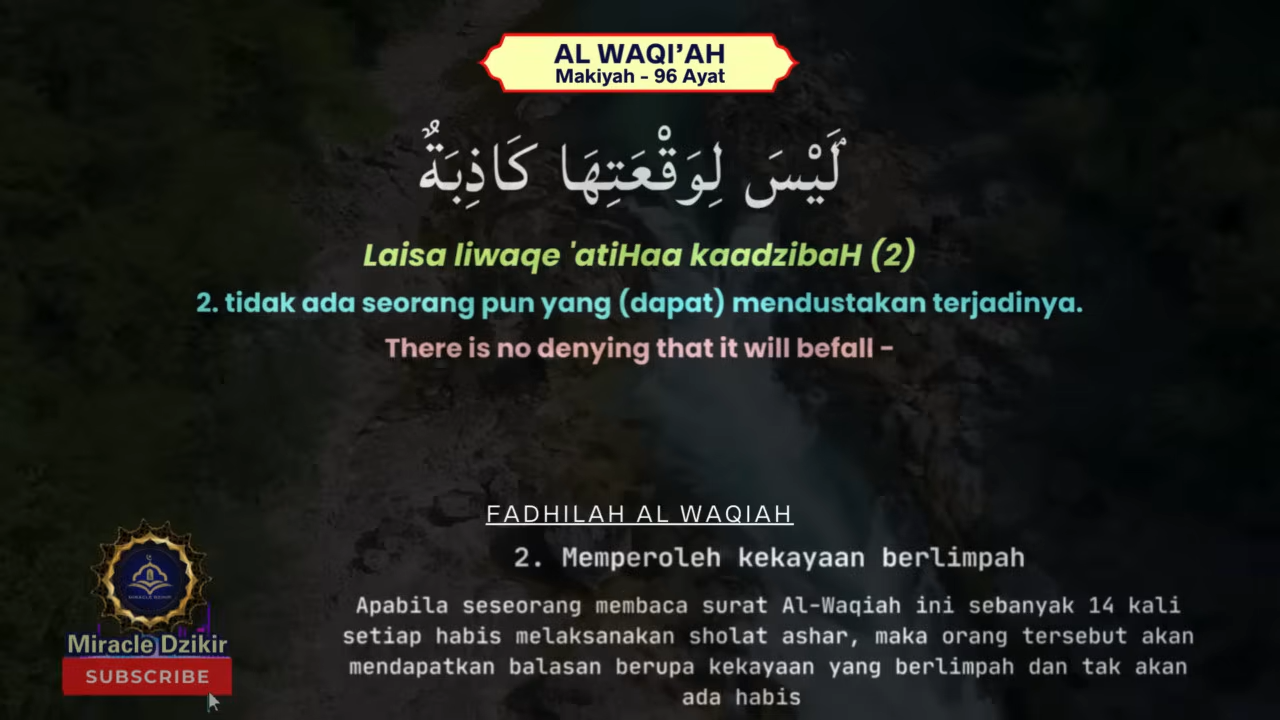 AL WAQI’AH
Makiyah - 96 Ayat
لَيْسَ لِوَقْعَتِهَا كَاذِبَةٌ ۘ
Laisa liwaqe 'atiHaa kaadzibaH (2)
2. tidak ada seorang pun yang (dapat) mendustakan terjadinya.
There is no denying that it will befall -
FADHILAH AL WAQIAH
2. Memperoleh kekayaan berlimpah
Apabila seseorang membaca surat Al-Waqiah ini sebanyak 14 kali
setiap habis melaksanakan sholat ashar, maka orang tersebut akan
mendapatkan balasan berupa kekayaan yang berlimpah dan tak akan
ada habis
MIRACLE DZIKIR
Miracle Dzikir
SUBSCRIBE